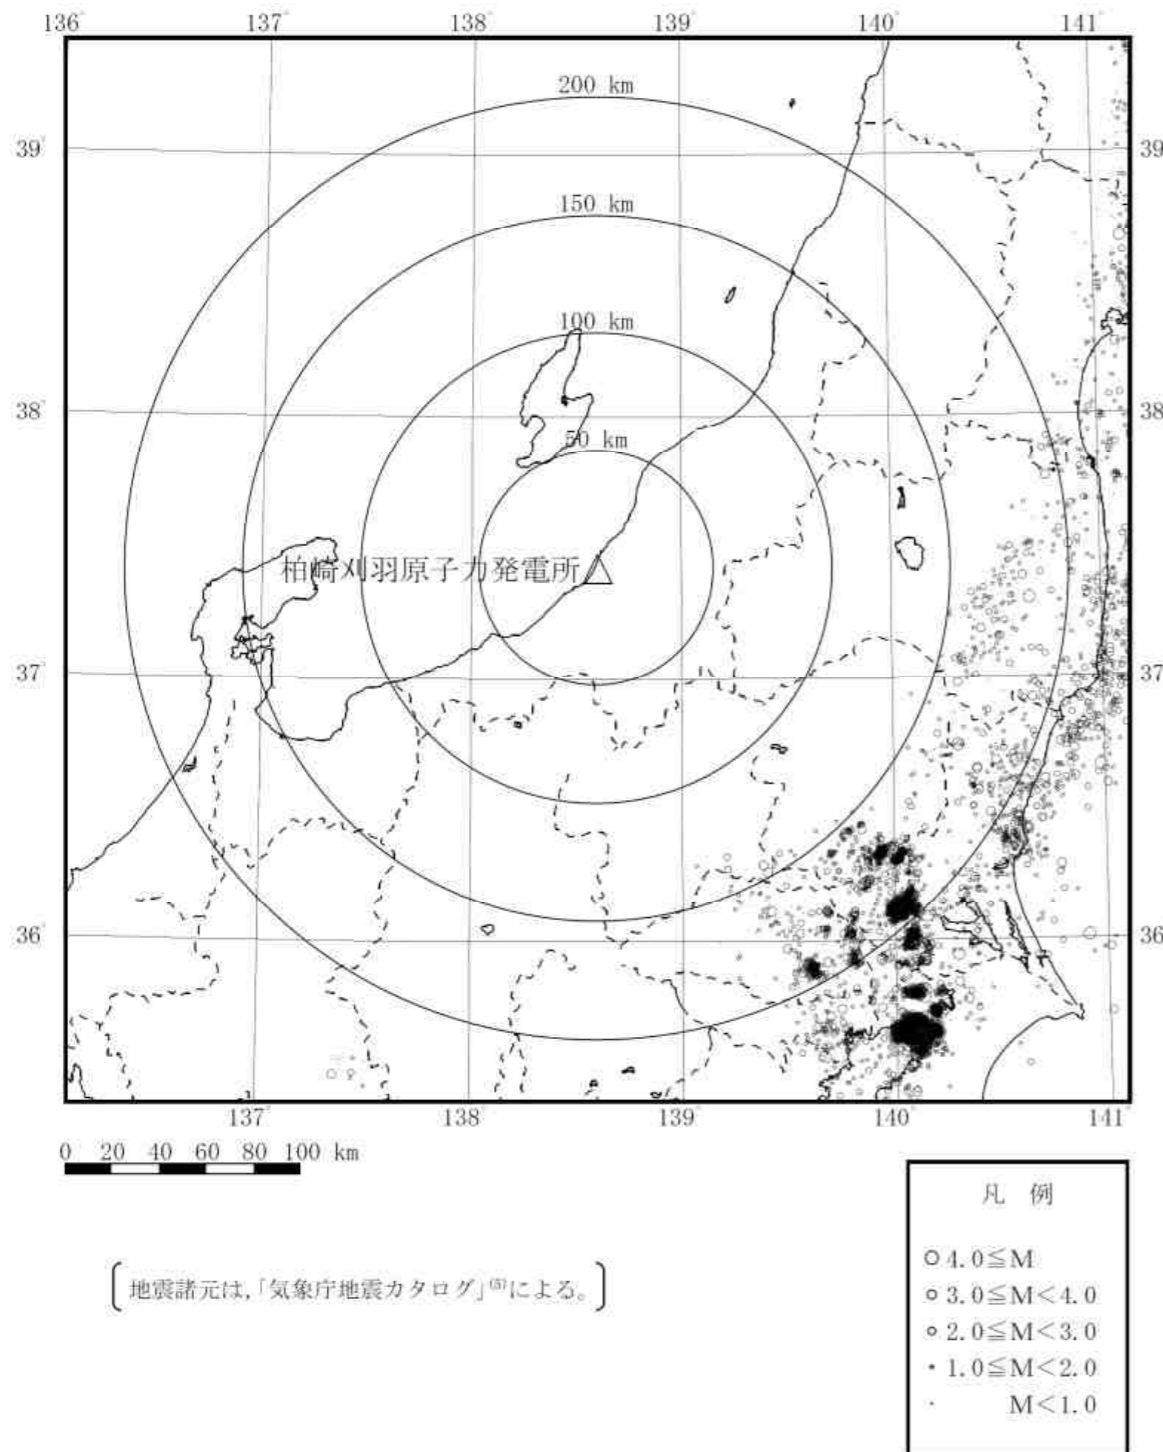 136° 137° 138° 139° 140° 141°
200 km
39° 39
150 km
100 km
38° 38
50 km
柏崎刈羽原子力発電所
37° 37
36° 36
137° 138° 139° 140° 141°
0 20 40 60 80 100 km
凡 例
4.0≦M
3.0≦M<4.0
2.0≦M<3.0
1.0≦M<2.0
M<1.0
地震諸元は,「気象庁地震カタログ」(5)による。